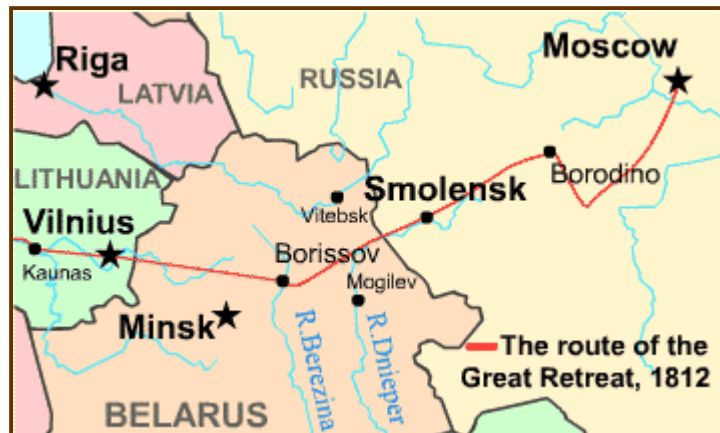 Riga
Moscow
RUSSIA
LATVIA
Borodino
LITHUANIA
Smolensk
Vitebsk
Vilnius
Borissov
Kaunas
Mogilev
Minsk
R.Berezina
R.Dnieper
The route of the
Great Retreat, 1812
BELARUS